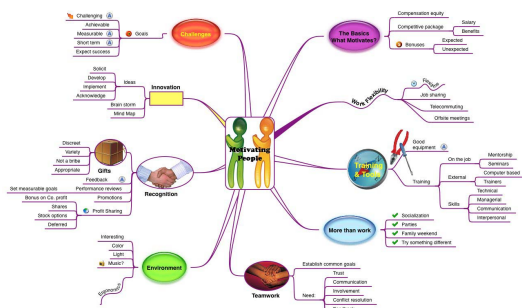 Motivating
People
Challenges
Goals
Challenging
Achievable
Measurable
Short term
Expect success
Innovation
Ideas
Solicit
Develop
Implement
Acknowledge
Brain storm
Mind Map
Recognition
Gifts
Discreet
Variety
Not a bribe
Appropriate
Feedback
Performance reviews
Promotions
Profit Sharing
Set measurable goals
Bonus on Co. profit
Shares
Stock options
Deferred
Environment
Interesting
Color
Light
Music?
Ergonomics
Teamwork
Establish common goals
Need
Trust
Communication
Involvement
Conflict resolution
The Basics
What Motivates?
Compensation equity
Competitive package
Salary
Benefits
Bonuses
Expected
Unexpected
Work Flexibility
Flextime
Job sharing
Telecommuting
Offsite meetings
Training
& Tools
Good
equipment
Training
On the job
Mentorship
Seminars
External
Computer based
Trainers
Skills
Technical
Managerial
Communication
Interpersonal
More than work
Socialization
Parties
Family weekend
Try something different